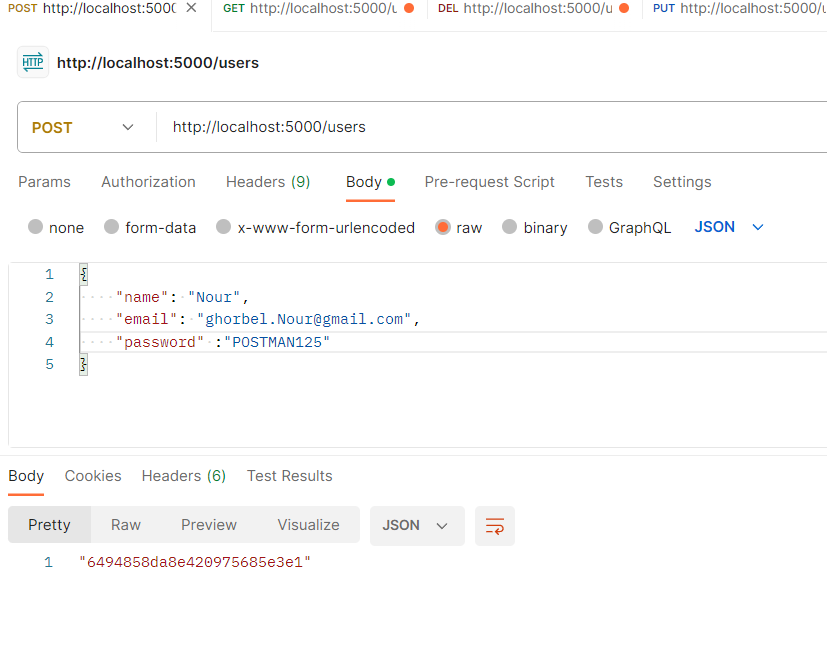 POST http://localhost:500 GET http://localhost:5000/u DEL http://localhost:5000/u PUT http://localhost:5000/u
HTTP http://localhost:5000/users
POST http://localhost:5000/users
Params Authorization Headers (9) Body Pre-request Script Tests Settings
none form-data x-www-form-urlencoded raw binary GraphQL JSON
1 {
2 "name": "Nour",
3 "email": "ghorbel.Nour@gmail.com",
4 "password" :"POSTMAN125"
5 }
Body Cookies Headers (6) Test Results
Pretty Raw Preview Visualize JSON
1 "6494858da8e420975685e3e1"